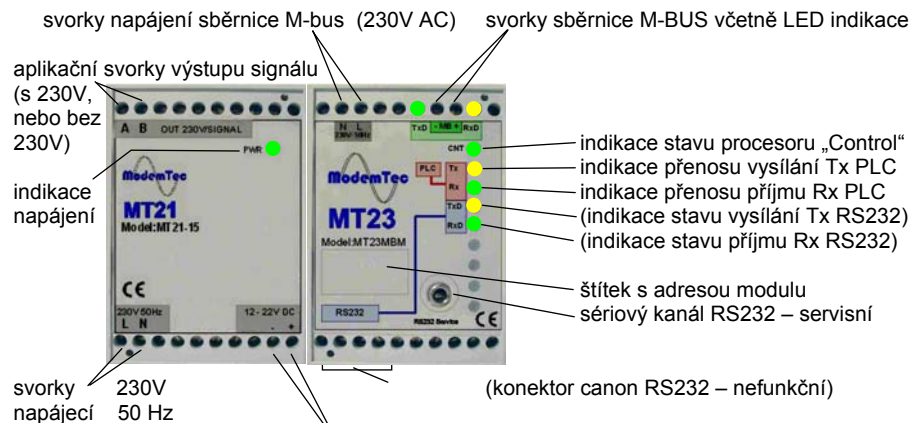 svorky napájení sběrnice M-bus (230V AC)
svorky sběrnice M-BUS včetně LED indikace
aplikační svorky výstupu signálu
(s 230V,
nebo bez
230V)
indikace
napájení
A B OUT 230V/SIGNAL
PWR
ModemTec
MT21
Model:MT21-15
CE
230V 50Hz
L N
12 - 22V DC
- +
N L
230V 50Hz
TxD - MB + RxD
CNT
PLC
Tx
Rx
TxD
RxD
ModemTec
MT23
Model:MT23MBM
RS232
RS232 Service
CE
indikace stavu procesoru „Control“
indikace přenosu vysílání Tx PLC
indikace přenosu příjmu Rx PLC
(indikace stavu vysílání Tx RS232)
(indikace stavu příjmu Rx RS232)
štítek s adresou modulu
sériový kanál RS232 – servisní
(konektor canon RS232 – nefunkční)
svorky 230V
napájecí 50 Hz